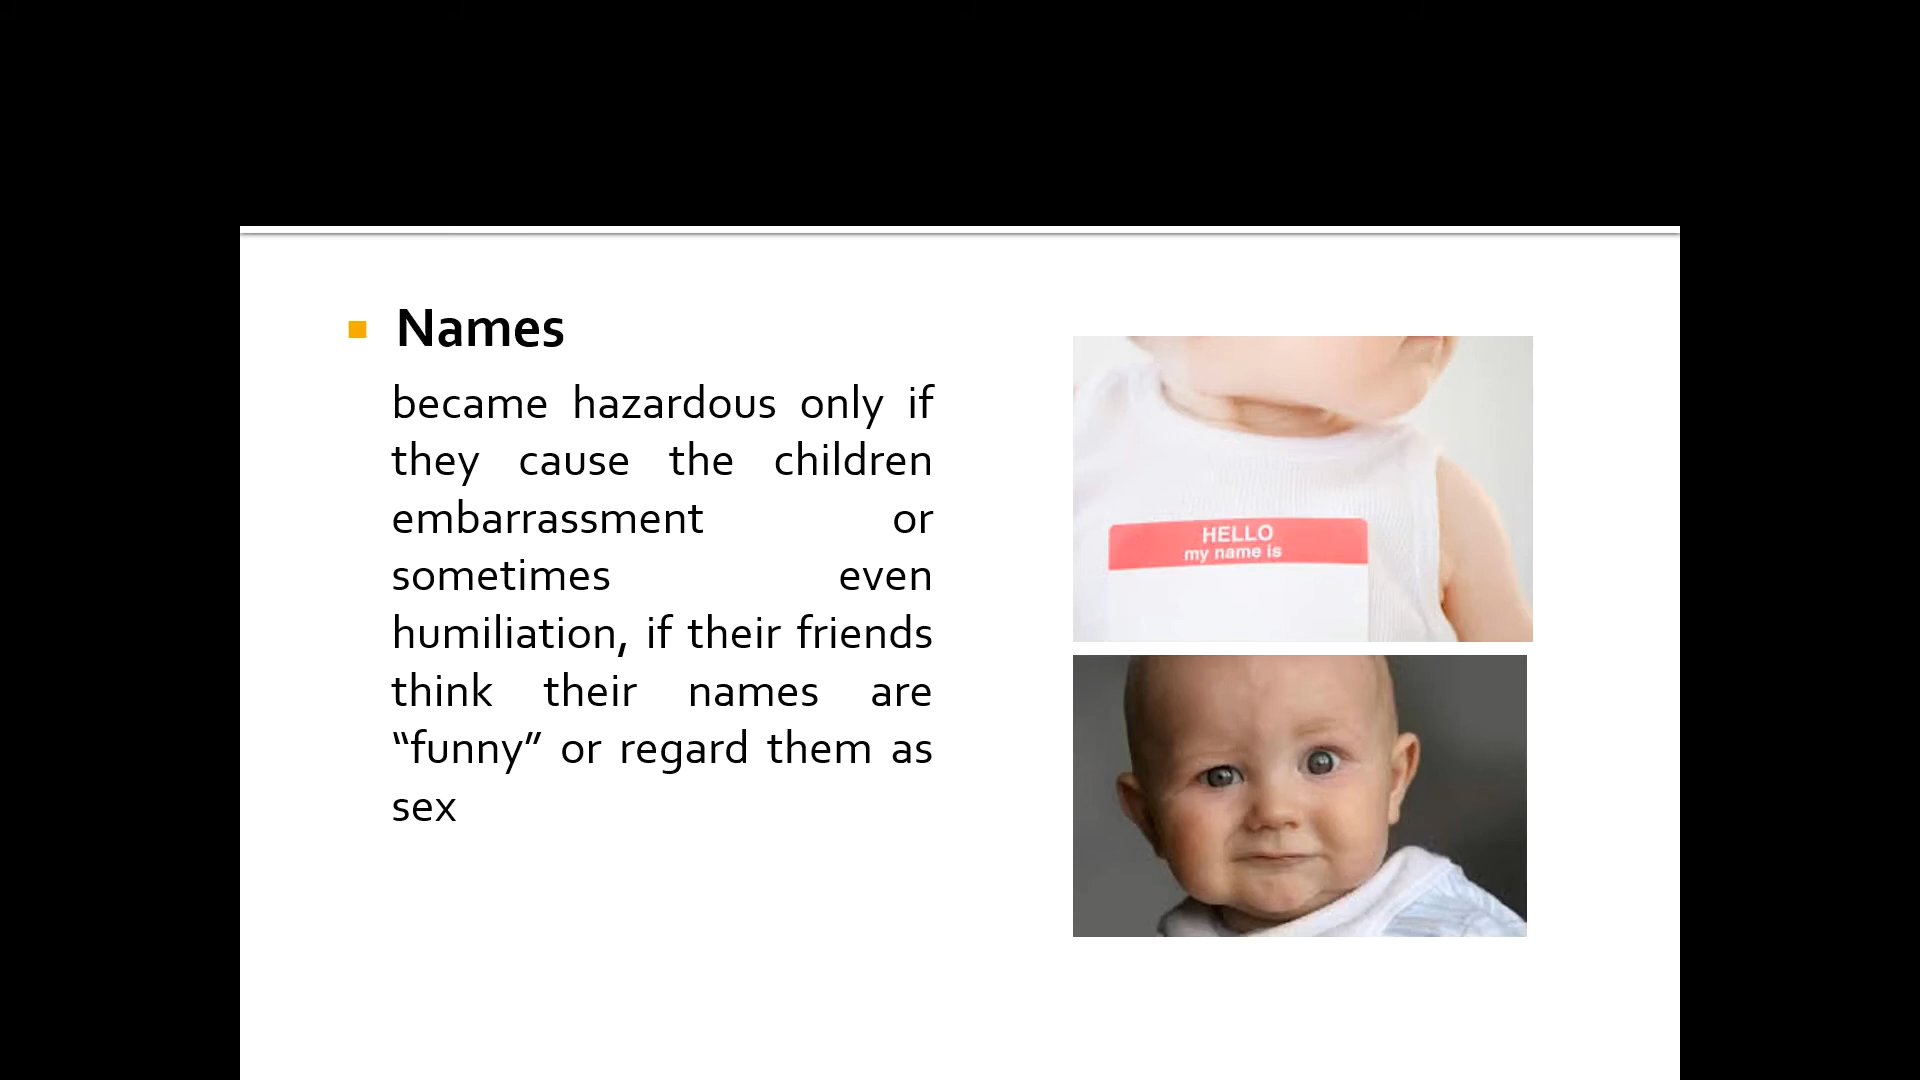 Names
became hazardous only if
they cause the children
embarrassment or
sometimes even
humiliation, if their friends
think their names are
“funny” or regard them as
sex
HELLO
my name is